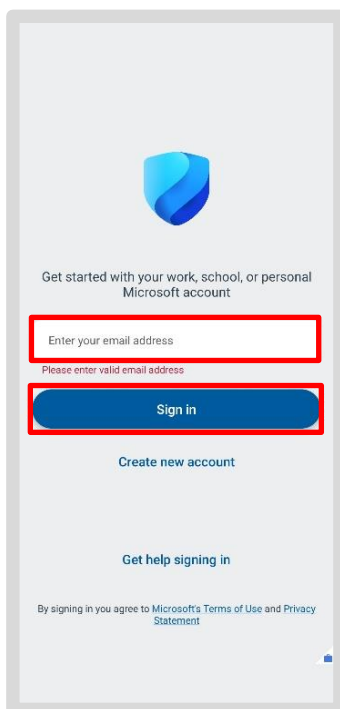 Get started with your work, school, or personal
Microsoft account
Enter your email address
Please enter valid email address
Sign in
Create new account
Get help signing in
By signing in you agree to Microsoft's Terms of Use and Privacy
Statement